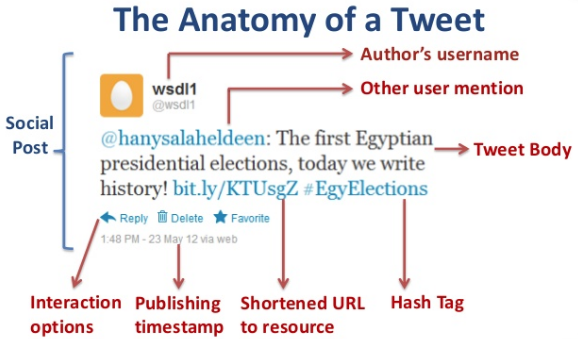 The Anatomy of a Tweet
Author's username
Other user mention
wsdl1
@wsdl1
Social
Post
@hanysalaheldeen: The first Egyptian
presidential elections, today we write
history! bit.ly/KTUsgZ #EgyElections
Tweet Body
Reply Delete Favorite
1:48 PM - 23 May 12 via web
Interaction
options
Publishing
timestamp
Shortened URL
to resource
Hash Tag